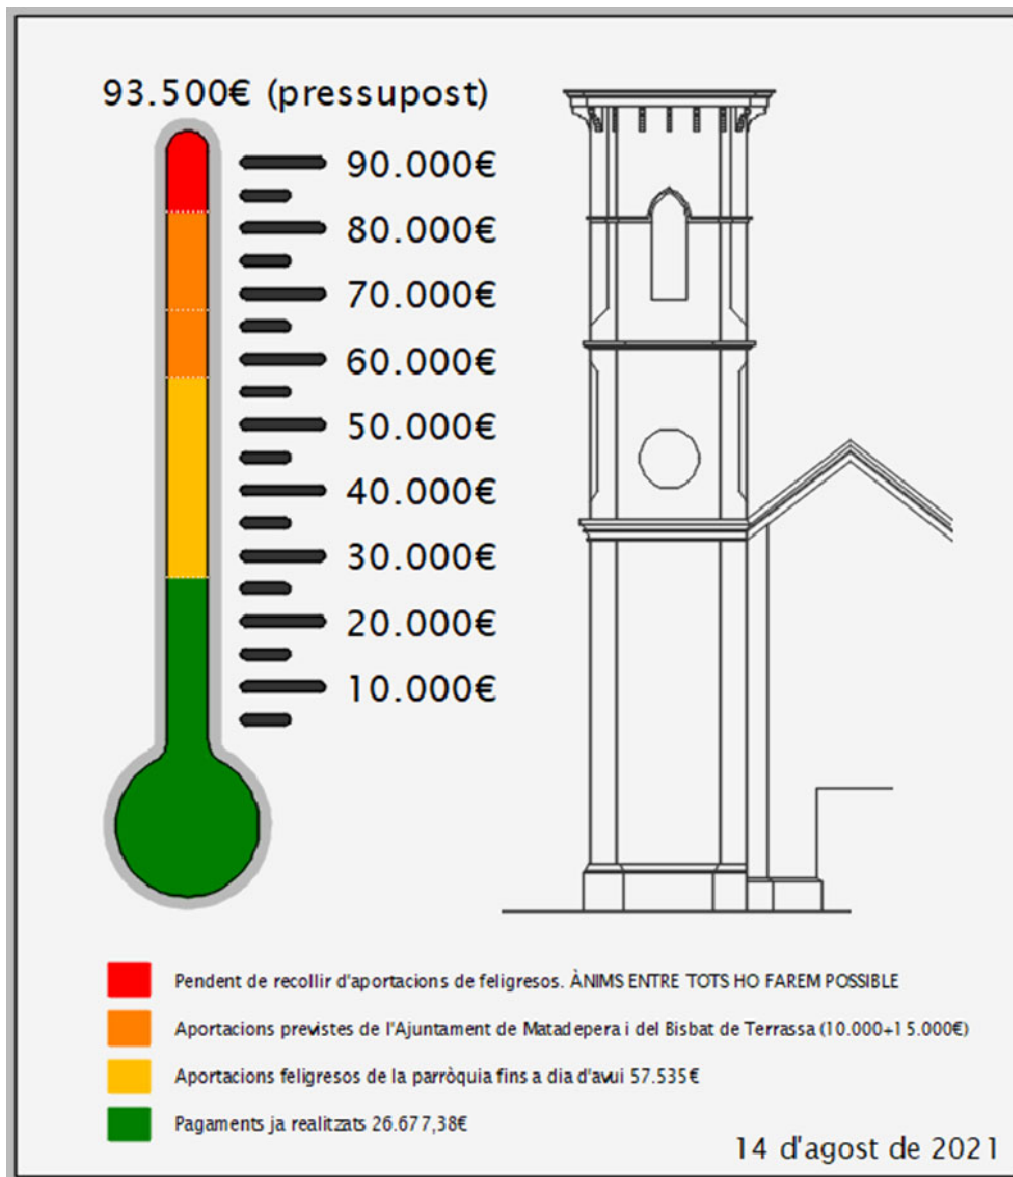 93.500€ (pressupost)
90.000€
80.000€
70.000€
60.000€
50.000€
40.000€
30.000€
20.000€
10.000€
Pendent de recollir d'aportacions de feligresos. ÀNIMS ENTRE TOTS HO FAREM POSSIBLE
Aportacions previstes de l'Ajuntament de Matadepera i del Bisbat de Terrassa (10.000+15.000€)
Aportacions feligresos de la parròquia fins a dia d'avui 57.535€
Pagaments ja realitzats 26.677,38€
14 d'agost de 2021